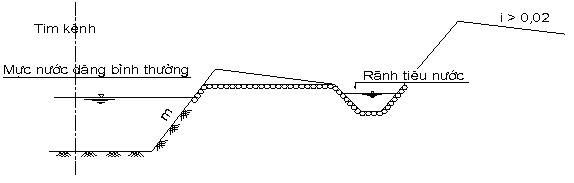 i > 0,02
Tim kênh
Mực nước dâng bình thường
Rãnh tiêu nước
m